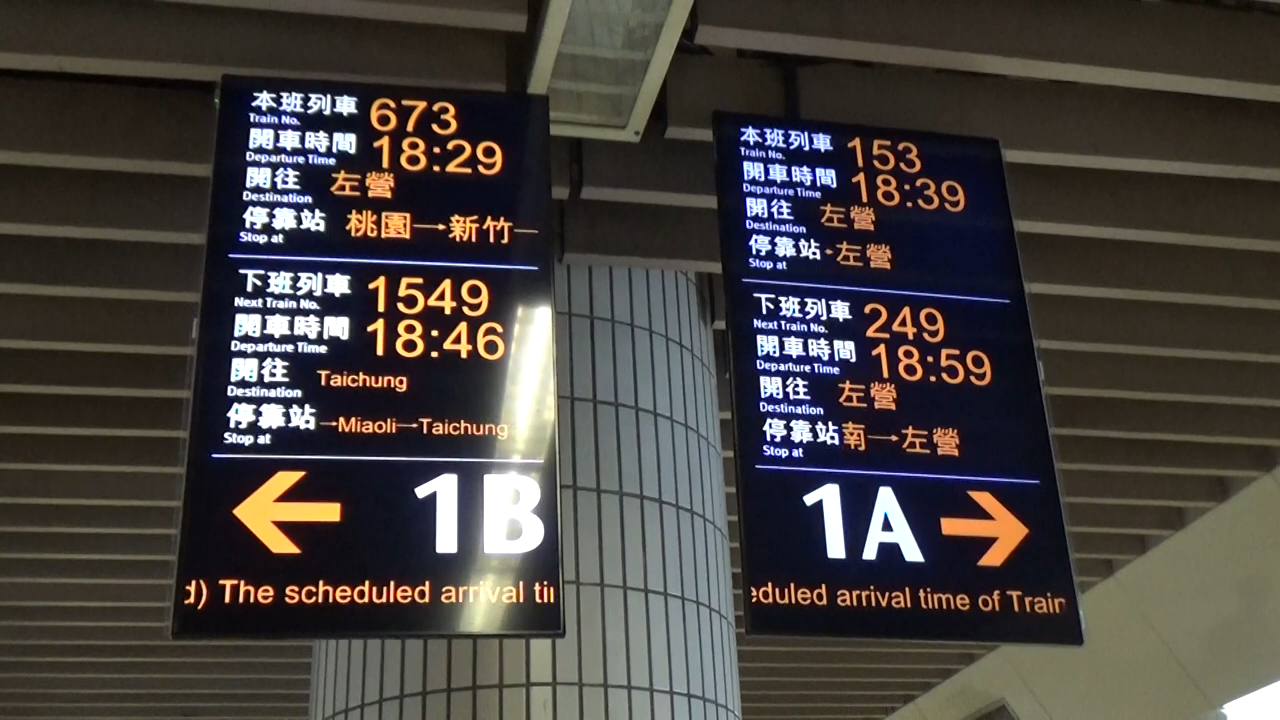 本班列車 673
Train No.
開車時間 18:29
Departure Time
開往 左營
Destination
停靠站 桃園→新竹─
Stop at
下班列車 1549
Next Train No.
開車時間 18:46
Departure Time
開往 Taichung
Destination
停靠站 →Miaoli→Taichung
Stop at
← 1B
d) The scheduled arrival ti
本班列車 153
Train No.
開車時間 18:39
Departure Time
開往 左營
Destination
停靠站 左營
Stop at
下班列車 249
Next Train No.
開車時間 18:59
Departure Time
開往 左營
Destination
停靠站 南→左營
Stop at
1A →
eduled arrival time of Train